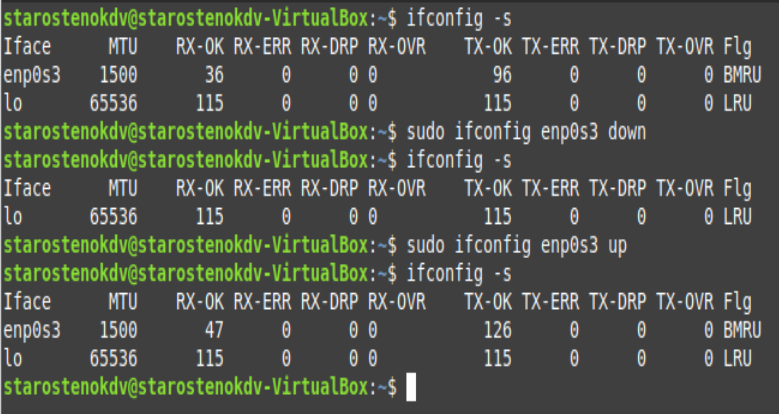 starostenokdv@starostenokdv-VirtualBox:~$ ifconfig -s
Iface MTU RX-OK RX-ERR RX-DRP RX-OVR TX-OK TX-ERR TX-DRP TX-OVR Flg
enp0s3 1500 36 0 0 0 96 0 0 0 BMRU
lo 65536 115 0 0 0 115 0 0 0 LRU
starostenokdv@starostenokdv-VirtualBox:~$ sudo ifconfig enp0s3 down
starostenokdv@starostenokdv-VirtualBox:~$ ifconfig -s
Iface MTU RX-OK RX-ERR RX-DRP RX-OVR TX-OK TX-ERR TX-DRP TX-OVR Flg
lo 65536 115 0 0 0 115 0 0 0 LRU
starostenokdv@starostenokdv-VirtualBox:~$ sudo ifconfig enp0s3 up
starostenokdv@starostenokdv-VirtualBox:~$ ifconfig -s
Iface MTU RX-OK RX-ERR RX-DRP RX-OVR TX-OK TX-ERR TX-DRP TX-OVR Flg
enp0s3 1500 47 0 0 0 126 0 0 0 BMRU
lo 65536 115 0 0 0 115 0 0 0 LRU
starostenokdv@starostenokdv-VirtualBox:~$